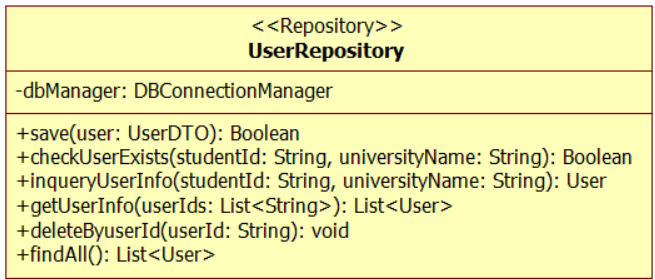 <<Repository>>
UserRepository
-dbManager: DBConnectionManager
+save(user: UserDTO): Boolean
+checkUserExists(studentId: String, universityName: String): Boolean
+inqueryUserInfo(studentId: String, universityName: String): User
+getUserInfo(userIds: List<String>): List<User>
+deleteByuserId(userId: String): void
+findAll(): List<User>